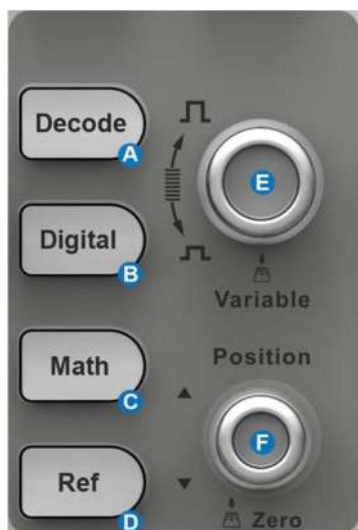 Decode
A
E
Digital
B
Variable
Position
Math
C
F
Ref
D
Zero